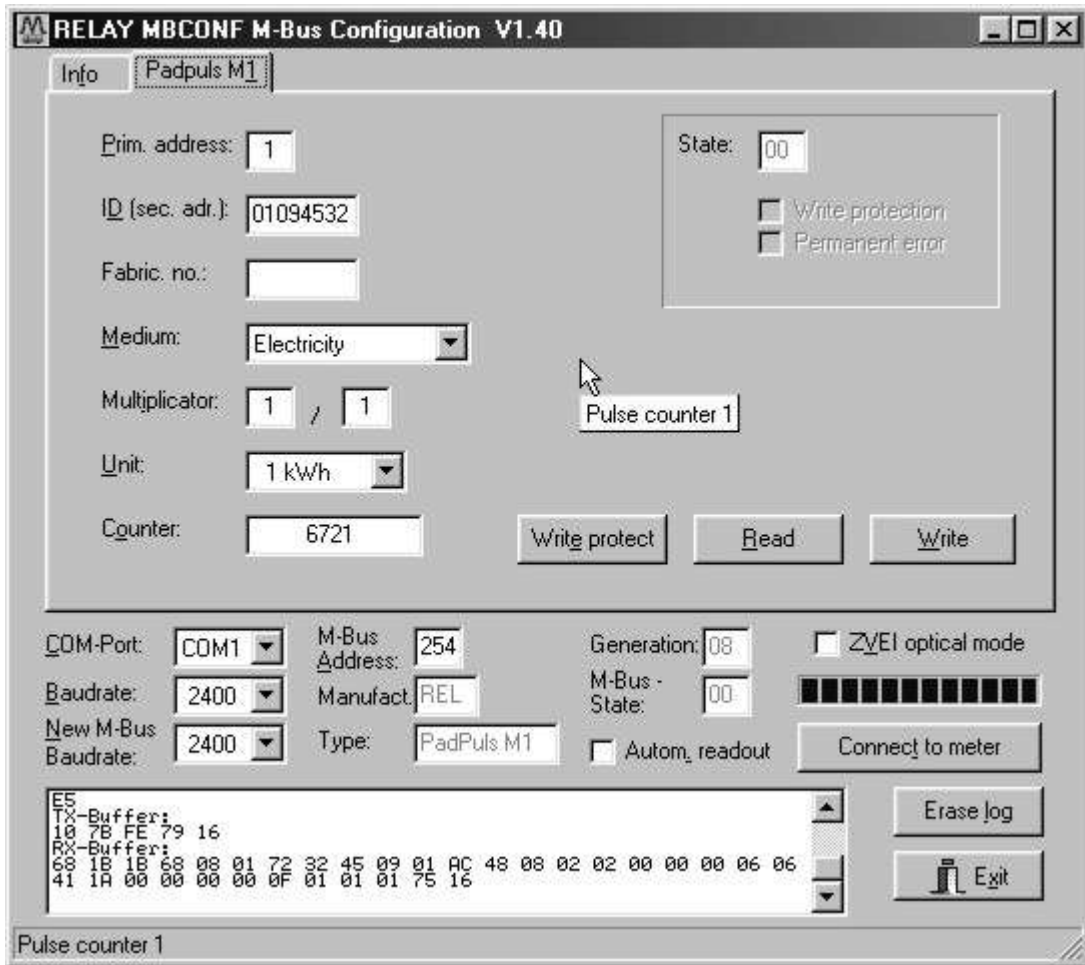 RELAY MBCONF M-Bus Configuration V1.40
Info
Padpuls M1
Prim. address: 1
State: 00
ID (sec. adr.): 01094532
Write protection
Permanent error
Fabric. no.:
Medium: Electricity
Multiplicator: 1 / 1
Pulse counter 1
Unit: 1 kWh
Counter: 6721
Write protect
Read
Write
COM-Port: COM1
M-Bus Address: 254
Generation: 08
ZVEI optical mode
Baudrate: 2400
Manufact. REL
M-Bus - State: 00
New M-Bus Baudrate: 2400
Type: PadPuls M1
Autom. readout
Connect to meter
E5
TX-Buffer:
10 7B FE 79 16
RX-Buffer:
68 1B 1B 68 08 01 72 32 45 09 01 AC 48 08 02 02 00 00 00 06 06
41 1A 00 00 00 00 0F 01 01 01 75 16
Erase log
Exit
Pulse counter 1